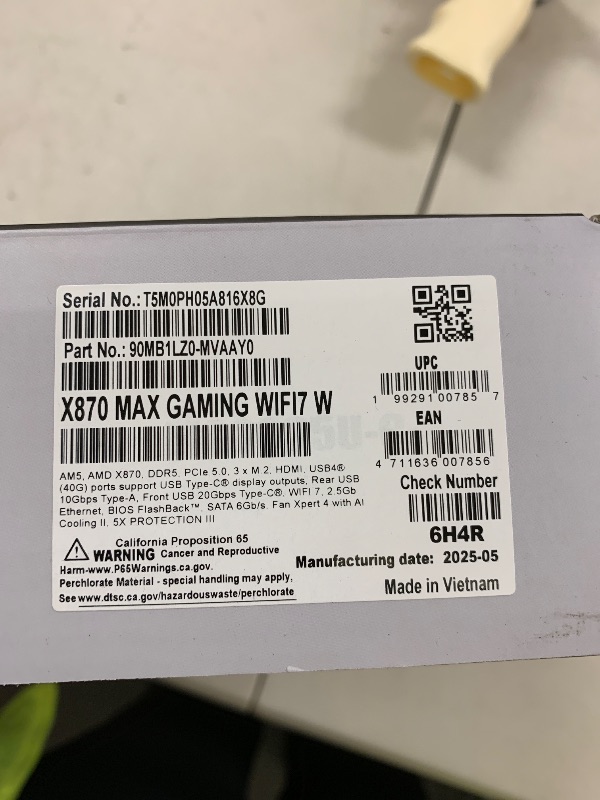 Serial No.: T5M0PH05A816X8G
Part No.: 90MB1LZ0-MVAAY0
X870 MAX GAMING WIFI7 W
AM5, AMD X870, DDR5, PCIe 5.0, 3 x M.2, HDMI, USB4®
(40G) ports support USB Type-C® display outputs, Rear USB
10Gbps Type-A, Front USB 20Gbps Type-C®, WIFI 7, 2.5Gb
Ethernet, BIOS FlashBack™, SATA 6Gb/s, Fan Xpert 4 with AI
Cooling II, 5X PROTECTION III
California Proposition 65
WARNING Cancer and Reproductive
Harm-www.P65Warnings.ca.gov.
Perchlorate Material - special handling may apply,
See www.dtsc.ca.gov/hazardouswaste/perchlorate
UPC
1 99291 00785 7
EAN
4 711636 007856
Check Number
6H4R
Manufacturing date: 2025-05
Made in Vietnam